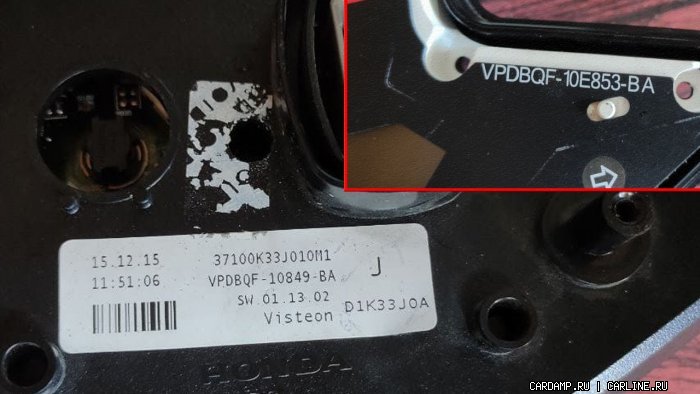 VPDBQF-10E853-BA
15.12.15
11:51:06
37100K33J010M1
VPDBQF-10849-BA
SW.01.13.02
Visteon
J
D1K33J0A
HONDA
CARDAMP.RU | CARLINE.RU